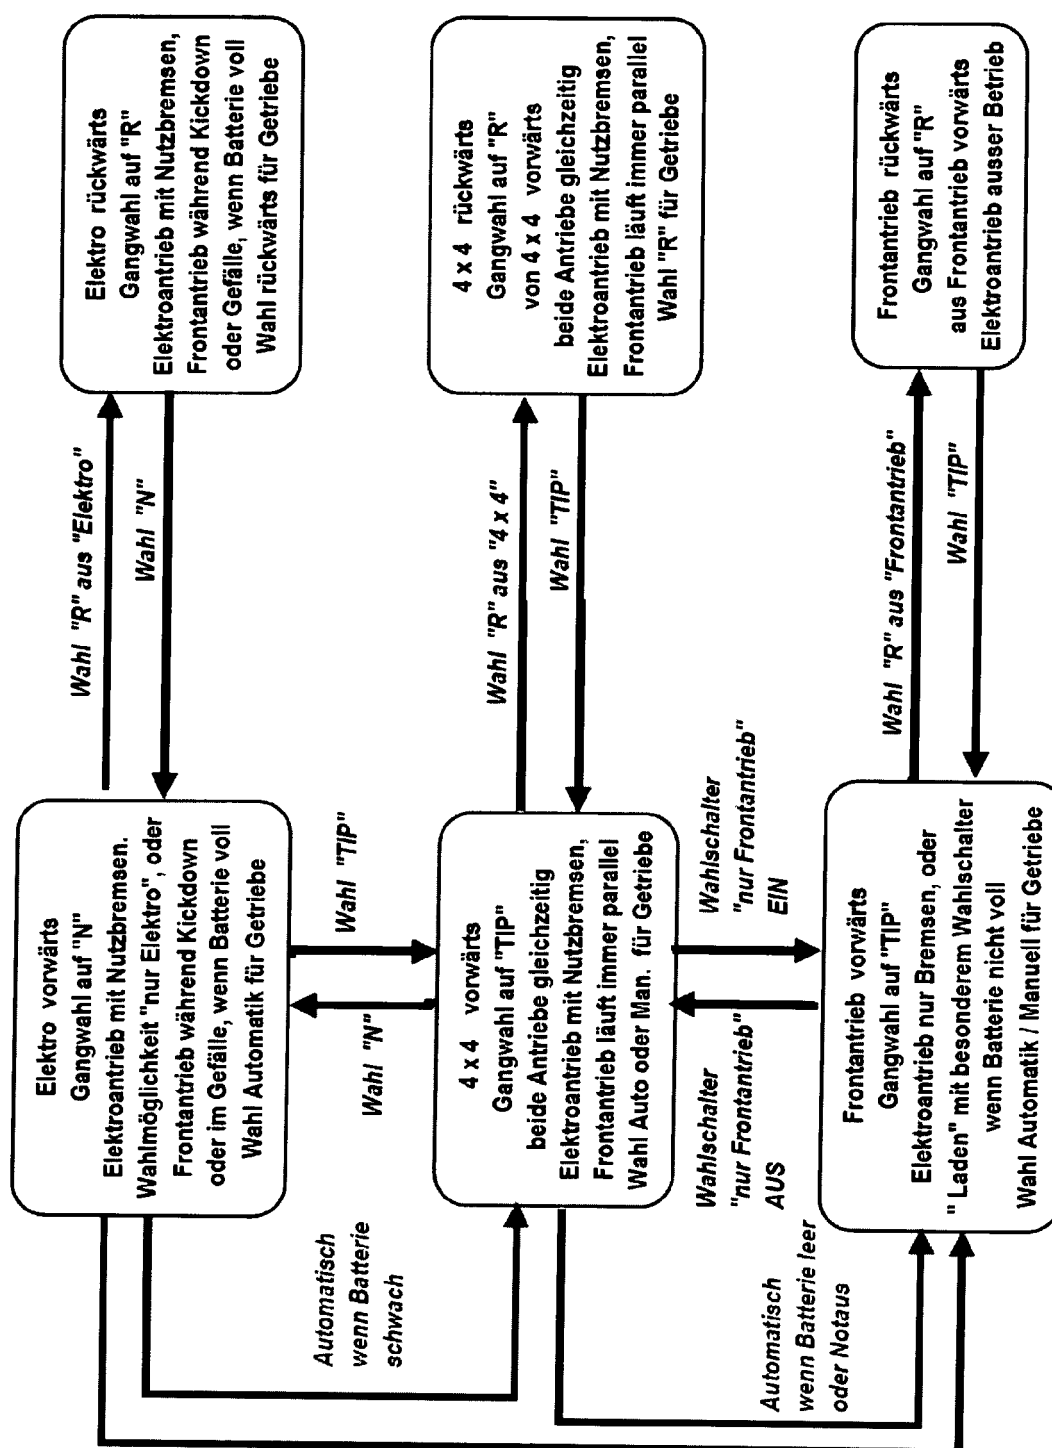 Elektro rückwärts
Gangwahl auf "R"
Elektroantrieb mit Nutzbremsen,
Frontantrieb während Kickdown
oder Gefälle, wenn Batterie voll
Wahl rückwärts für Getriebe
4 x 4 rückwärts
Gangwahl auf "R"
von 4 x 4 vorwärts
beide Antriebe gleichzeitig
Elektroantrieb mit Nutzbremsen,
Frontantrieb läuft immer parallel
Wahl "R" für Getriebe
Frontantrieb rückwärts
Gangwahl auf "R"
aus Frontantrieb vorwärts
Elektroantrieb ausser Betrieb
Wahl "R" aus "Elektro"
Wahl "N"
Wahl "R" aus "4 x 4"
Wahl "TIP"
Wahl "R" aus "Frontantrieb"
Wahl "TIP"
Elektro vorwärts
Gangwahl auf "N"
Elektroantrieb mit Nutzbremsen.
Wahlmöglichkeit "nur Elektro", oder
Frontantrieb während Kickdown
oder im Gefälle, wenn Batterie voll
Wahl Automatik für Getriebe
Wahl "TIP"
Wahl "N"
4 x 4 vorwärts
Gangwahl auf "TIP"
beide Antriebe gleichzeitig
Elektroantrieb mit Nutzbremsen,
Frontantrieb läuft immer parallel
Wahl Auto oder Man. für Getriebe
Wahlschalter
"nur Frontantrieb"
EIN
Wahlschalter
"nur Frontantrieb"
AUS
Frontantrieb vorwärts
Gangwahl auf "TIP"
Elektroantrieb nur Bremsen, oder
" Laden" mit besonderem Wahlschalter
wenn Batterie nicht voll
Wahl Automatik / Manuell für Getriebe
Automatisch
wenn Batterie
schwach
Automatisch
wenn Batterie leer
oder Notaus